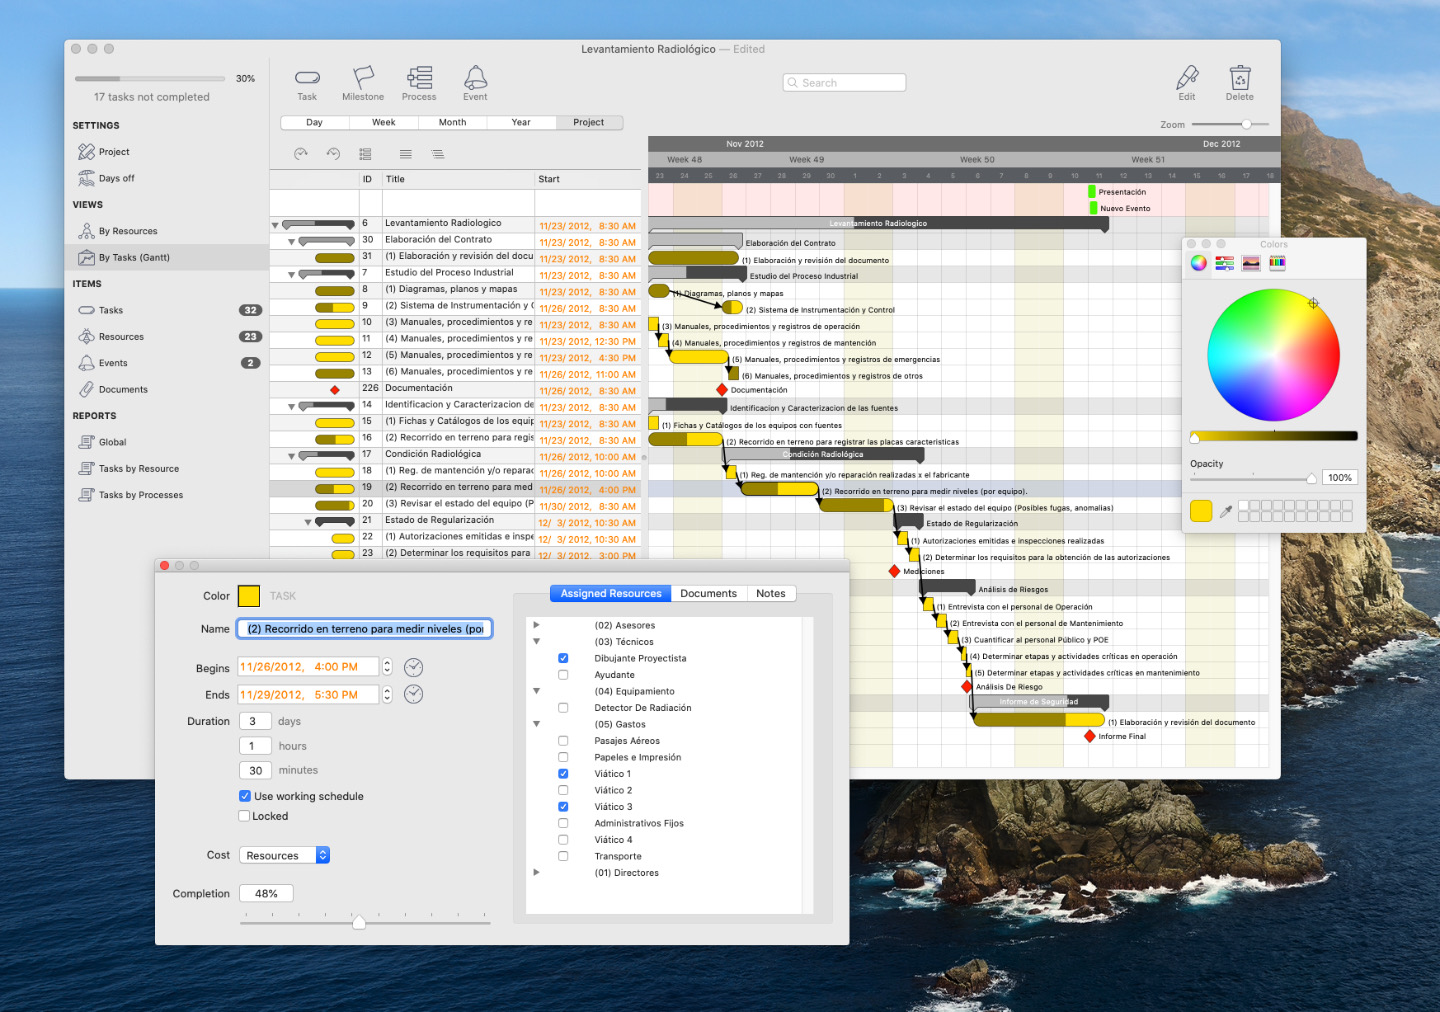 Levantamiento Radiológico — Edited
30%
17 tasks not completed
SETTINGS
Project
Days off
VIEWS
By Resources
By Tasks (Gantt)
ITEMS
Tasks 32
Resources 23
Events 2
Documents
REPORTS
Global
Tasks by Resource
Tasks by Processes
Task Milestone Process Event
Search
Edit Delete
Day Week Month Year Project
Zoom
ID Title Start
6 Levantamiento Radiologico 11/23/2012, 8:30 AM
30 Elaboración del Contrato 11/23/2012, 8:30 AM
31 (1) Elaboración y revisión del docu 11/23/2012, 8:30 AM
7 Estudio del Proceso Industrial 11/23/2012, 8:30 AM
8 (1) Diagramas, planos y mapas 11/23/2012, 8:30 AM
9 (2) Sistema de Instrumentación y C 11/26/2012, 8:30 AM
10 (3) Manuales, procedimientos y re 11/23/2012, 8:30 AM
11 (4) Manuales, procedimientos y re 11/23/2012, 12:30 PM
12 (5) Manuales, procedimientos y re 11/23/2012, 4:30 PM
13 (6) Manuales, procedimientos y re 11/26/2012, 11:00 AM
226 Documentación 11/26/2012, 8:30 AM
14 Identificacion y Caracterizacion de 11/23/2012, 8:30 AM
15 (1) Fichas y Catálogos de los equip 11/23/2012, 8:30 AM
16 (2) Recorrido en terreno para regis 11/23/2012, 8:30 AM
17 Condición Radiológica 11/26/2012, 10:00 AM
18 (1) Reg. de mantención y/o reparac 11/26/2012, 10:00 AM
19 (2) Recorrido en terreno para med 11/26/2012, 4:00 PM
20 (3) Revisar el estado del equipo (P 11/30/2012, 8:30 AM
21 Estado de Regularización 12/ 3/2012, 10:30 AM
22 (1) Autorizaciones emitidas e inspe 12/ 3/2012, 10:30 AM
23 (2) Determinar los requisitos para 12/ 3/2012, 3:00 PM
Nov 2012 Dec 2012
Week 48 Week 49 Week 50 Week 51
23 24 25 26 27 28 29 30 1 2 3 4 5 6 7 8 9 10 11 12 13 14 15 16 17 18
Presentación
Nuevo Evento
Levantamiento Radiologico
Elaboración del Contrato
(1) Elaboración y revisión del documento
Estudio del Proceso Industrial
(1) Diagramas, planos y mapas
(2) Sistema de Instrumentación y Control
(3) Manuales, procedimientos y registros de operación
(4) Manuales, procedimientos y registros de mantención
(5) Manuales, procedimientos y registros de emergencias
(6) Manuales, procedimientos y registros de otros
Documentación
Identificacion y Caracterizacion de las fuentes
(1) Fichas y Catálogos de los equipos con fuentes
(2) Recorrido en terreno para registrar las placas caracteristicas
Condición Radiológica
(1) Reg. de mantención y/o reparación realizadas x el fabricante
(2) Recorrido en terreno para medir niveles (por equipo).
(3) Revisar el estado del equipo (Posibles fugas, anomalias)
Estado de Regularización
(1) Autorizaciones emitidas e inspecciones realizadas
(2) Determinar los requisitos para la obtención de las autorizaciones
Mediciones
Análisis de Riesgos
(1) Entrevista con el personal de Operación
(2) Entrevista con el personal de Mantenimiento
(3) Cuantificar al personal Público y POE
(4) Determinar etapas y actividades críticas en operación
(5) Determinar etapas y actividades críticas en mantenimiento
Análisis De Riesgo
Informe de Seguridad
(1) Elaboración y revisión del documento
Informe Final
Colors
Opacity
100%
Color TASK
Name (2) Recorrido en terreno para medir niveles (por
Begins 11/26/2012, 4:00 PM
Ends 11/29/2012, 5:30 PM
Duration 3 days
1 hours
30 minutes
Use working schedule
Locked
Cost Resources
Completion 48%
Assigned Resources Documents Notes
(02) Asesores
(03) Técnicos
Dibujante Proyectista
Ayudante
(04) Equipamiento
Detector De Radiación
(05) Gastos
Pasajes Aéreos
Papeles e Impresión
Viático 1
Viático 2
Viático 3
Administrativos Fijos
Viático 4
Transporte
(01) Directores